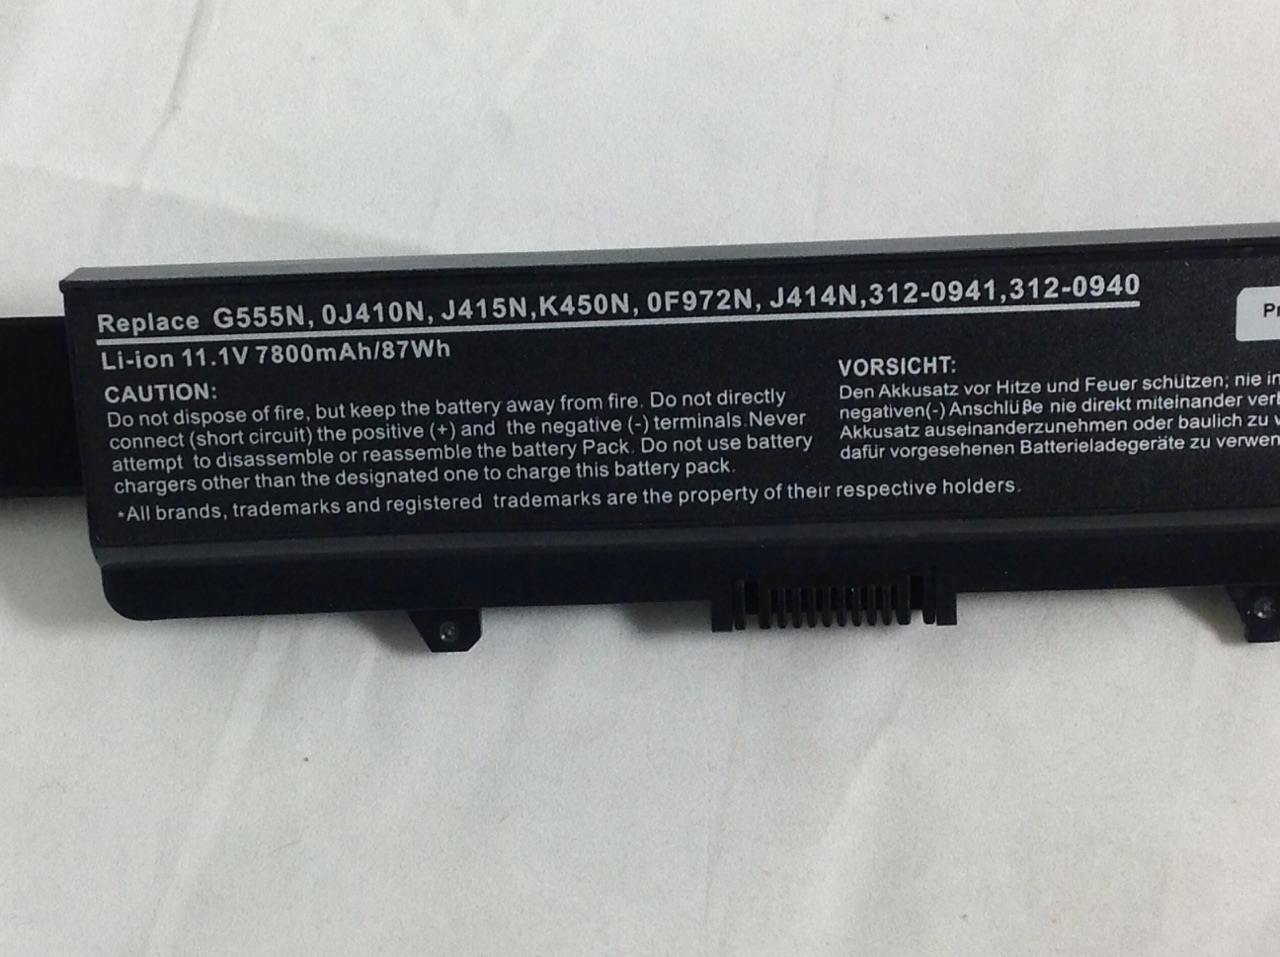 Replace G555N, 0J410N, J415N,K450N, 0F972N, J414N,312-0941,312-0940
Li-ion 11.1V 7800mAh/87Wh
CAUTION:
Do not dispose of fire, but keep the battery away from fire. Do not directly
connect (short circuit) the positive (+) and the negative (-) terminals.Never
attempt to disassemble or reassemble the battery Pack. Do not use battery
chargers other than the designated one to charge this battery pack.
*All brands, trademarks and registered trademarks are the property of their respective holders.
VORSICHT:
Den Akkusatz vor Hitze und Feuer schützen; nie
negativen(-) Anschlüße nie direkt miteinander
Akkusatz auseinanderzunehmen oder baulich zu
dafür vorgesehenen Batterieladegeräte zu